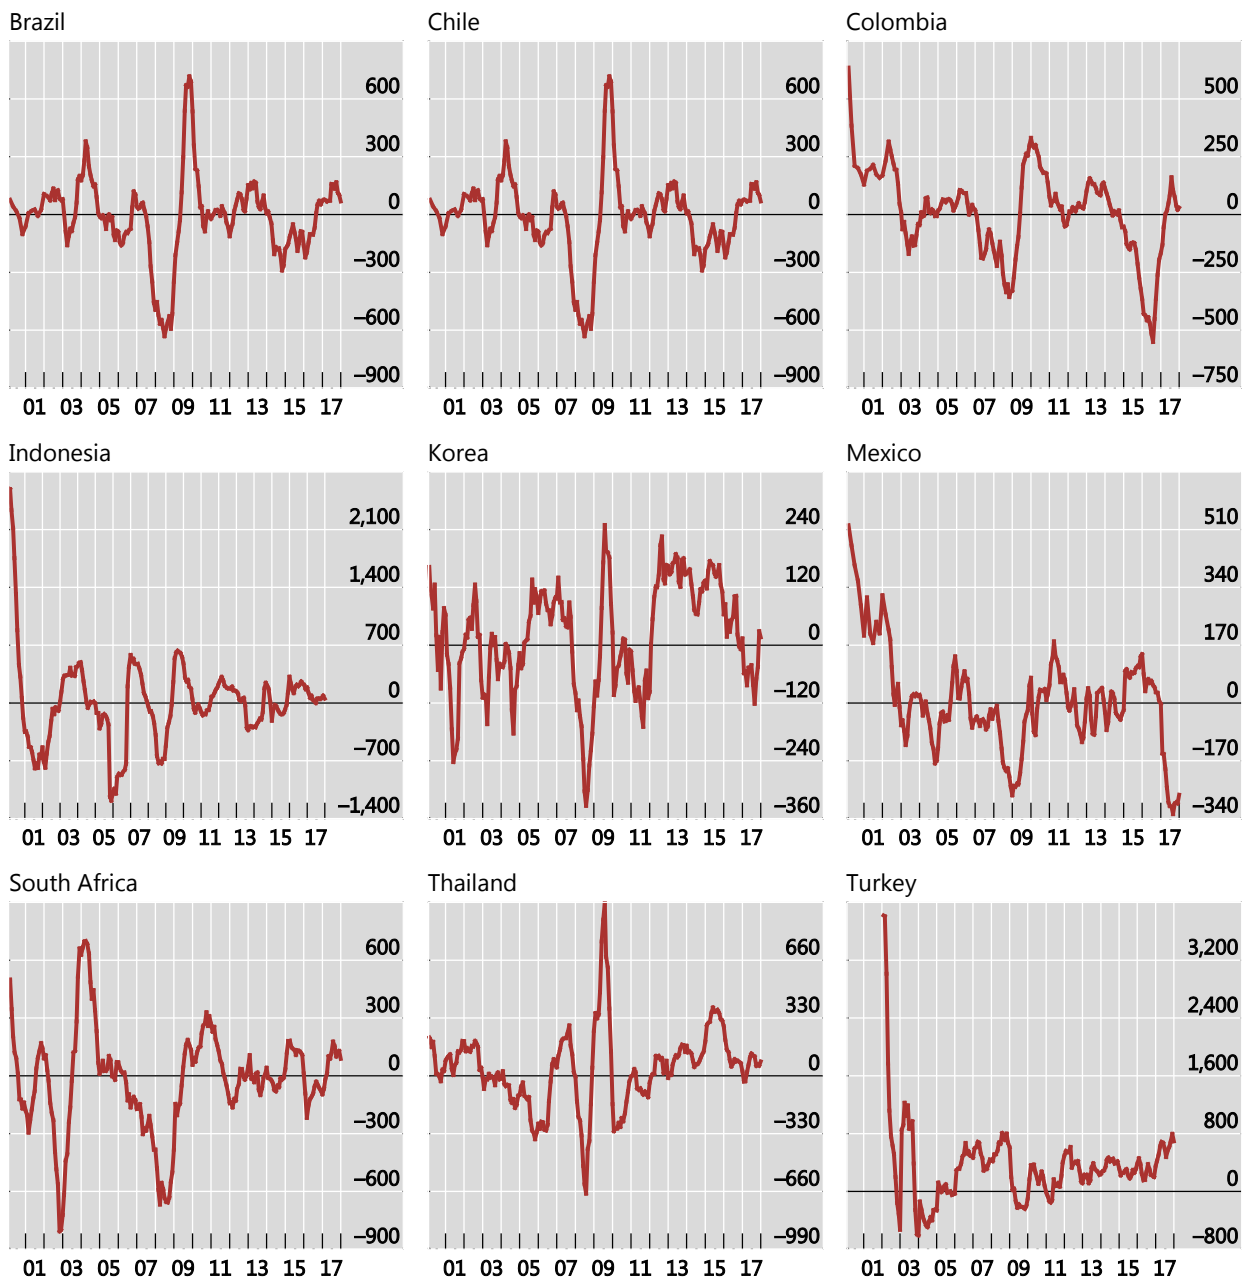 Brazil Chile Colombia
600 600 500
300 300 250
0 0 0
–300 –300 –250
–600 –600 –500
–900 –900 –750
01 03 05 07 09 11 13 15 17 01 03 05 07 09 11 13 15 17 01 03 05 07 09 11 13 15 17
Indonesia Korea Mexico
2,100 240 510
1,400 120 340
700 0 170
0 –120 0
–700 –240 –170
–1,400 –360 –340
01 03 05 07 09 11 13 15 17 01 03 05 07 09 11 13 15 17 01 03 05 07 09 11 13 15 17
South Africa Thailand Turkey
600 660 3,200
300 330 2,400
0 0 1,600
–300 –330 800
–600 –660 0
–900 –990 –800
01 03 05 07 09 11 13 15 17 01 03 05 07 09 11 13 15 17 01 03 05 07 09 11 13 15 17